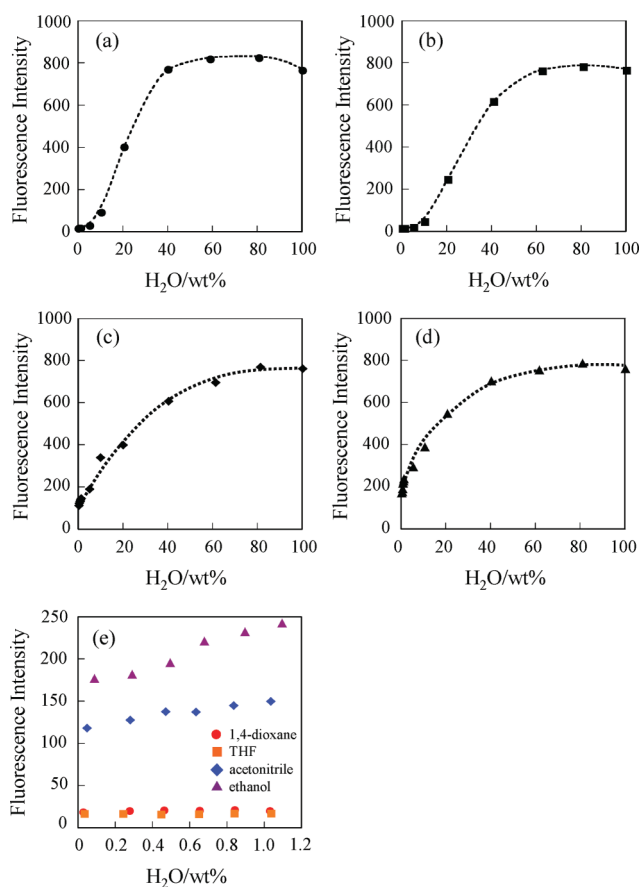 (a)
1000
800
600
400
200
0
0 20 40 60 80 100
Fluorescence Intensity
H₂O/wt%
(b)
1000
800
600
400
200
0
0 20 40 60 80 100
Fluorescence Intensity
H₂O/wt%
(c)
1000
800
600
400
200
0
0 20 40 60 80 100
Fluorescence Intensity
H₂O/wt%
(d)
1000
800
600
400
200
0
0 20 40 60 80 100
Fluorescence Intensity
H₂O/wt%
(e)
250
200
150
100
50
0
0 0.2 0.4 0.6 0.8 1.0 1.2
Fluorescence Intensity
H₂O/wt%
1,4-dioxane
THF
acetonitrile
ethanol